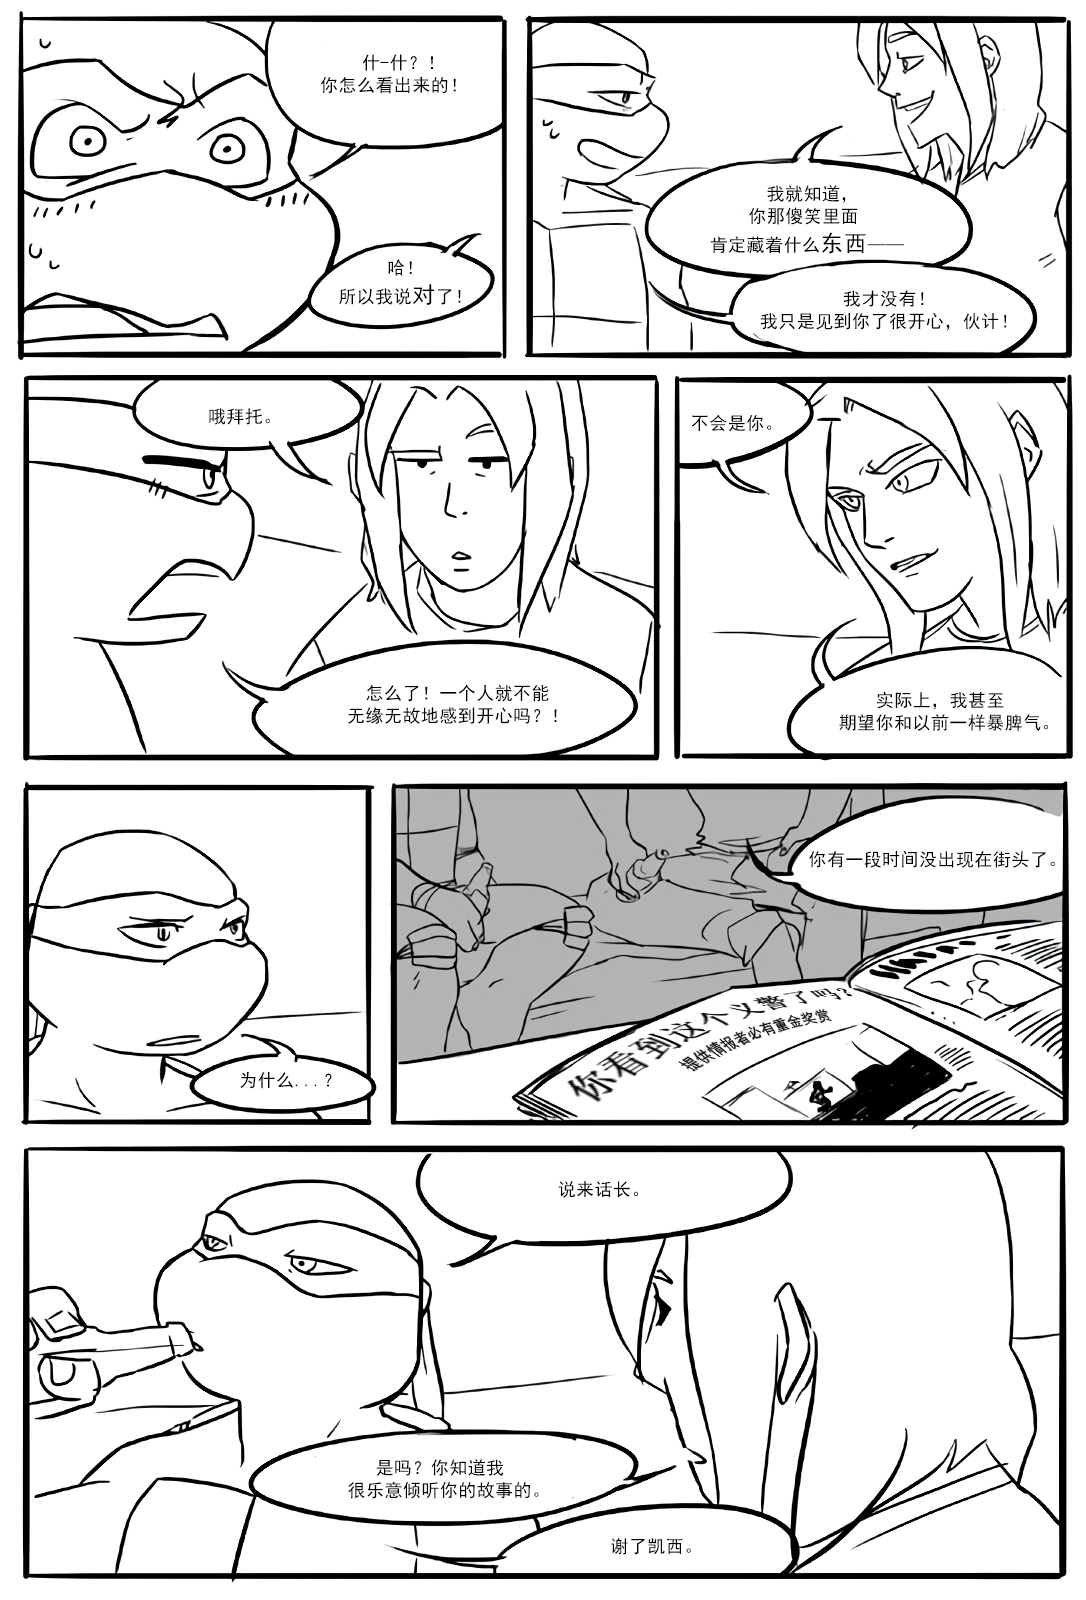 什-什？！
你怎么看出来的！
哈！
所以我说对了！
我就知道，
你那傻笑里面
肯定藏着什么东西——
我才没有！
我只是见到你了很开心，伙计！
哦拜托。
怎么了！一个人就不能
无缘无故地感到开心吗？！
不会是你。
实际上，我甚至
期望你和以前一样暴脾气。
为什么...？
你有一段时间没出现在街头了。
你看到这个义警了吗？
提供情报者必有重金奖赏
说来话长。
是吗？你知道我
很乐意倾听你的故事的。
谢了凯西。